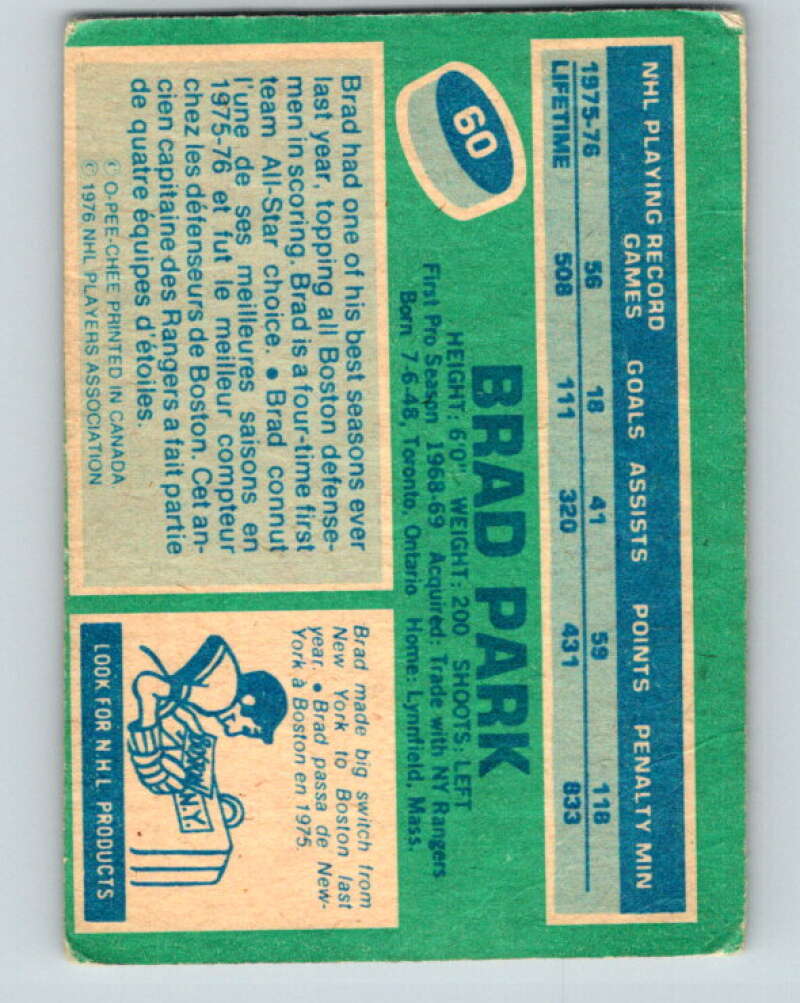 NHL PLAYING RECORD
GAMES GOALS ASSISTS POINTS PENALTY MIN
1975-76 56 18 41 59 118
LIFETIME 508 111 320 431 833
60
BRAD PARK
HEIGHT: 6'0" WEIGHT: 200 SHOOTS: LEFT
First Pro Season 1968-69 Acquired: Trade with NY Rangers
Born 7-6-48, Toronto, Ontario Home: Lynnfield, Mass.
Brad had one of his best seasons ever
last year, topping all Boston defense-
men in scoring. Brad is a four-time first
team All-Star choice. • Brad connut
l'une de ses meilleures saisons en
1975-76 et fut le meilleur compteur
chez les défenseurs de Boston. Cet an-
cien capitaine des Rangers a fait partie
de quatre équipes d'étoiles.
© O-PEE-CHEE PRINTED IN CANADA
© 1976 NHL PLAYERS ASSOCIATION
Brad made big switch from
New York to Boston last
year. • Brad passa de New-
York à Boston en 1975.
BOSTON
N.Y.
LOOK FOR N.H.L PRODUCTS